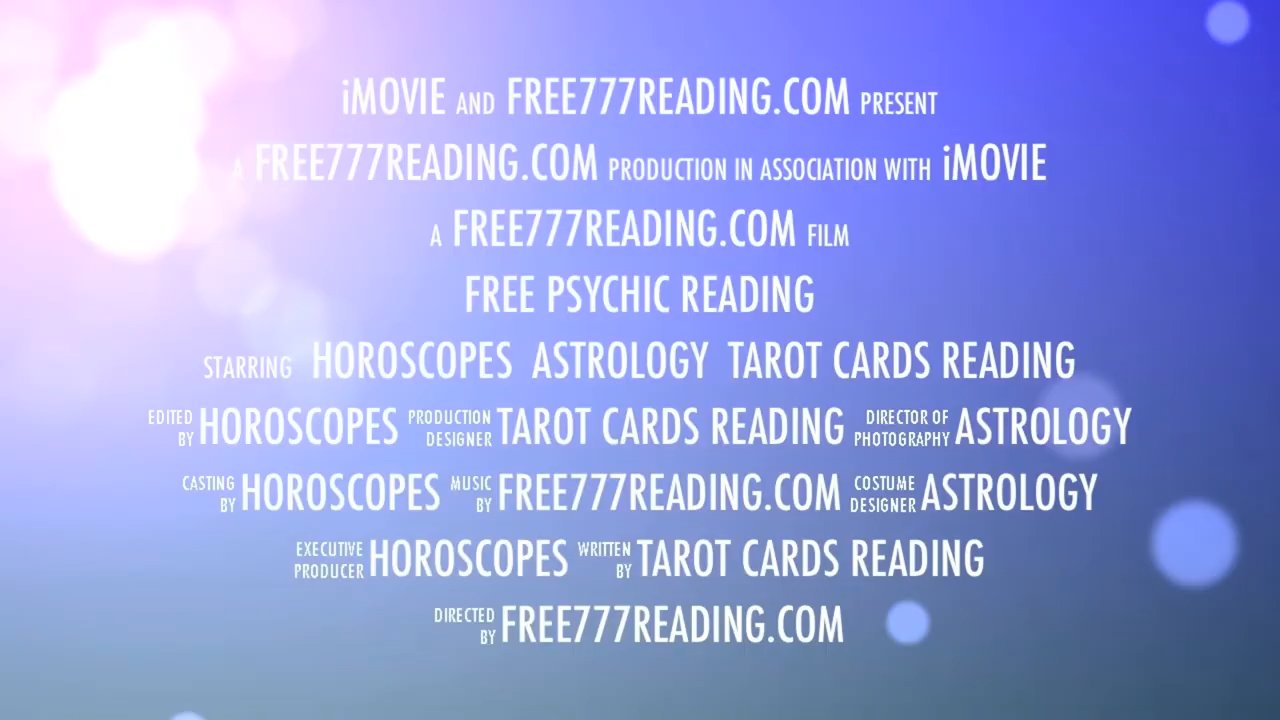 iMOVIE AND FREE777READING.COM PRESENT
A FREE777READING.COM PRODUCTION IN ASSOCIATION WITH iMOVIE
A FREE777READING.COM FILM
FREE PSYCHIC READING
STARRING HOROSCOPES ASTROLOGY TAROT CARDS READING
EDITED BY HOROSCOPES PRODUCTION DESIGNER TAROT CARDS READING DIRECTOR OF PHOTOGRAPHY ASTROLOGY
CASTING BY HOROSCOPES MUSIC BY FREE777READING.COM COSTUME DESIGNER ASTROLOGY
EXECUTIVE PRODUCER HOROSCOPES WRITTEN BY TAROT CARDS READING
DIRECTED BY FREE777READING.COM